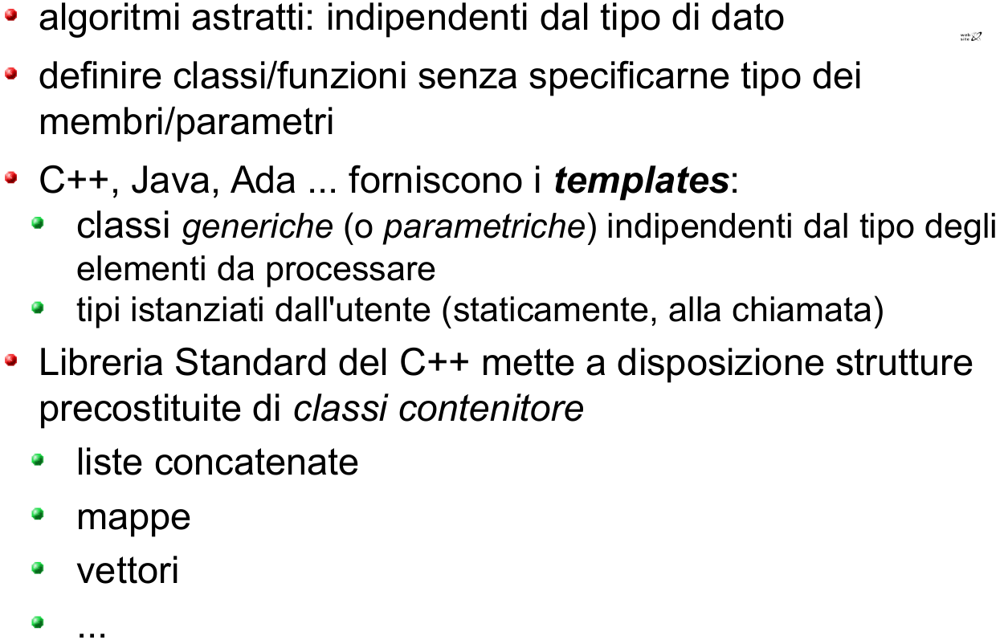 algoritmi astratti: indipendenti dal tipo di dato
web
site
definire classi/funzioni senza specificarne tipo dei
membri/parametri
C++, Java, Ada ... forniscono i templates:
classi generiche (o parametriche) indipendenti dal tipo degli
elementi da processare
tipi istanziati dall'utente (staticamente, alla chiamata)
Libreria Standard del C++ mette a disposizione strutture
precostituite di classi contenitore
liste concatenate
mappe
vettori
...